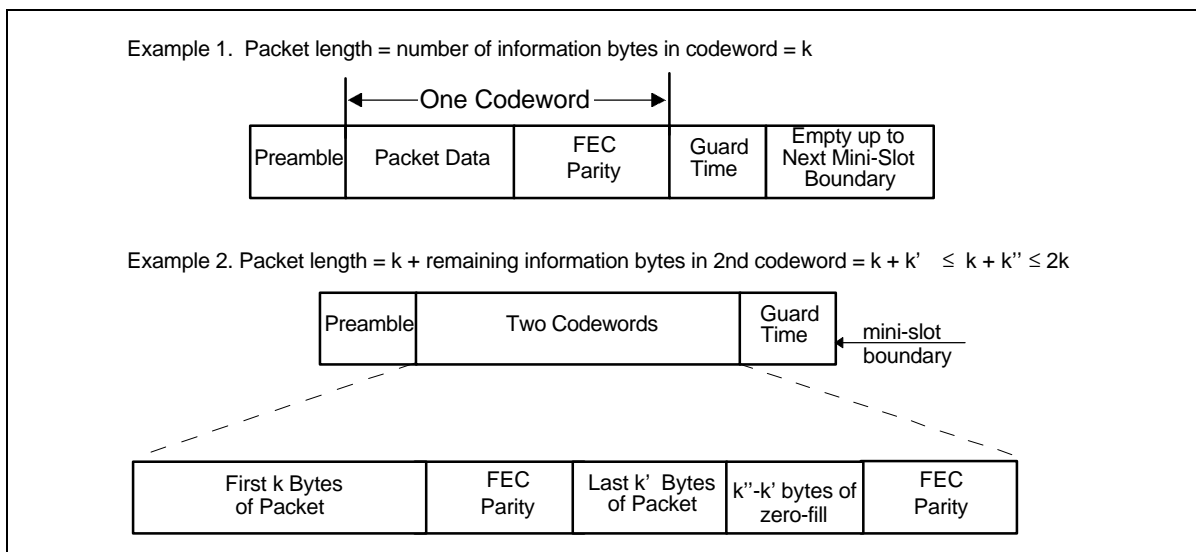 Example 1. Packet length = number of information bytes in codeword = k
One Codeword
Preamble
Packet Data
FEC
Parity
Guard
Time
Empty up to
Next Mini-Slot
Boundary
Example 2. Packet length = k + remaining information bytes in 2nd codeword = k + k' ≤ k + k'' ≤ 2k
Preamble
Two Codewords
Guard
Time
mini-slot
boundary
First k Bytes
of Packet
FEC
Parity
Last k' Bytes
of Packet
k''-k' bytes of
zero-fill
FEC
Parity